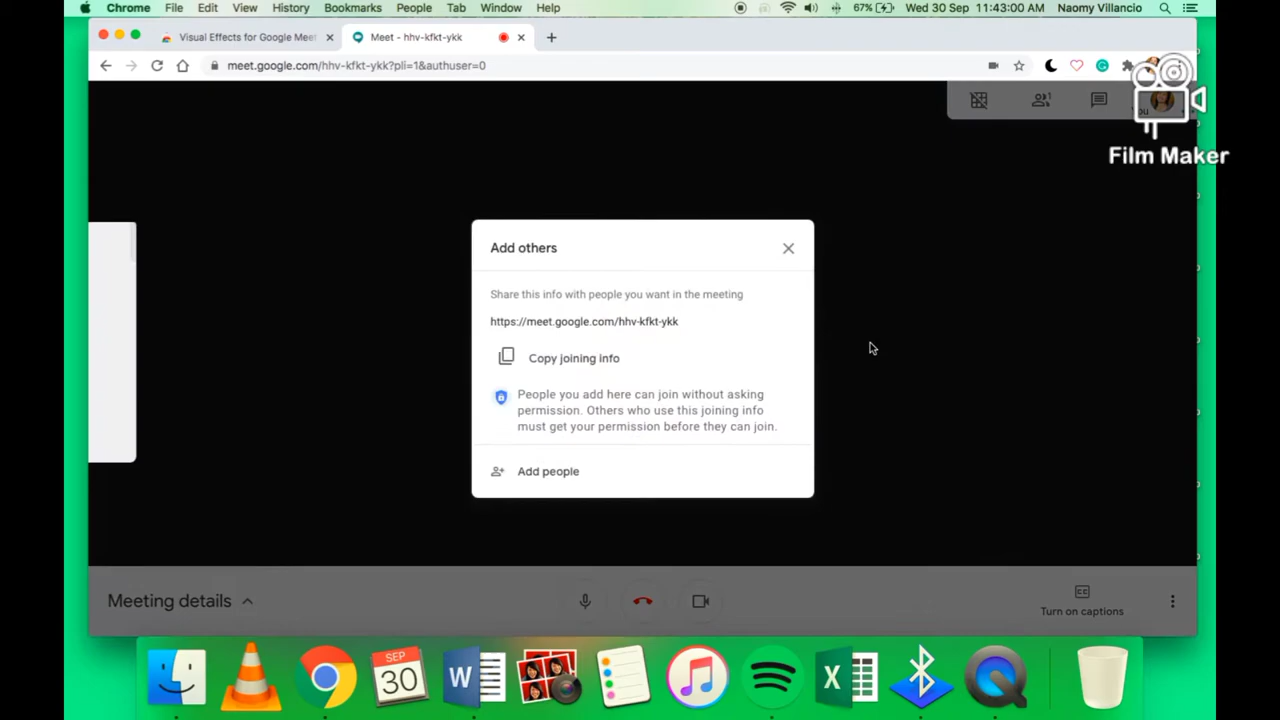 Chrome File Edit View History Bookmarks People Tab Window Help 67% Wed 30 Sep 11:43:00 AM Naomy Villancio
Visual Effects for Google Meet
Meet - hhv-kfkt-ykk
meet.google.com/hhv-kfkt-ykk?pli=1&authuser=0
1
You
Film Maker
Add others
Share this info with people you want in the meeting
https://meet.google.com/hhv-kfkt-ykk
Copy joining info
People you add here can join without asking
permission. Others who use this joining info
must get your permission before they can join.
Add people
Meeting details
CC
Turn on captions
SEP
30
W
X